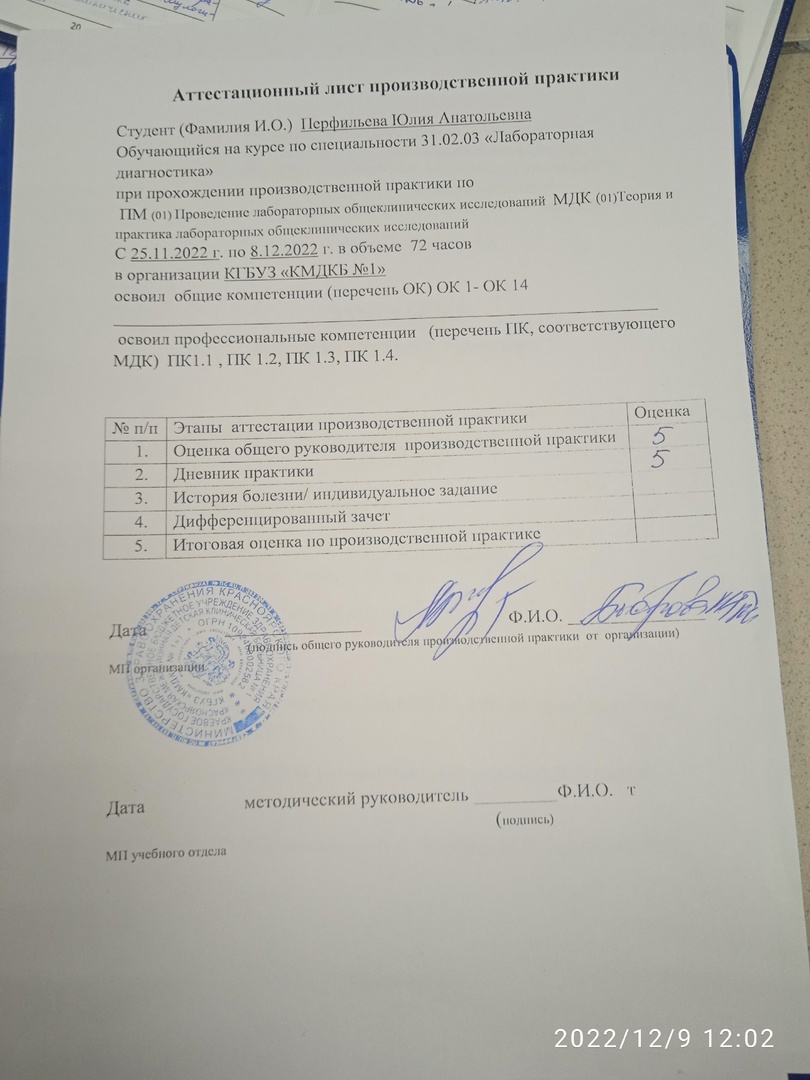 2п
Аттестационный лист производственной практики
Студент (Фамилия И.О.) Перфильева Юлия Анатольевна
Обучающийся на курсе по специальности 31.02.03 «Лабораторная
диагностика»
при прохождении производственной практики по
ПМ (01) Проведение лабораторных общеклинических исследований МДК (01)Теория и
практика лабораторных общеклинических исследований
С 25.11.2022 г. по 8.12.2022 г. в объеме 72 часов
в организации КГБУЗ «КМДКБ №1»
освоил общие компетенции (перечень ОК) ОК 1- ОК 14
освоил профессиональные компетенции (перечень ПК, соответствующего
МДК) ПК1.1 , ПК 1.2, ПК 1.3, ПК 1.4.
№ п/п Этапы аттестации производственной практики Оценка
1. Оценка общего руководителя производственной практики 5
2. Дневник практики 5
3. История болезни/ индивидуальное задание
4. Дифференцированный зачет
5. Итоговая оценка по производственной практике
Дата Ф.И.О.
(подпись общего руководителя производственной практики от организации)
МП организации
Дата методический руководитель ________ Ф.И.О. т
(подпись)
МП учебного отдела
2022/12/9 12:02